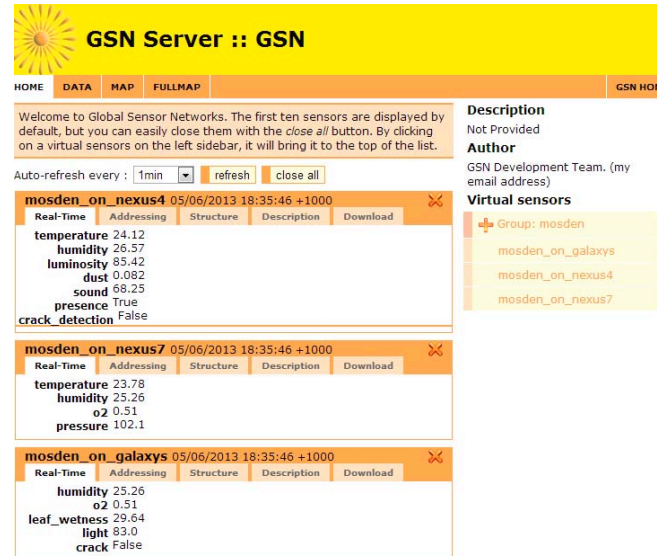 GSN Server :: GSN
HOME DATA MAP FULLMAP GSN HOM
Welcome to Global Sensor Networks. The first ten sensors are displayed by
default, but you can easily close them with the close all button. By clicking
on a virtual sensors on the left sidebar, it will bring it to the top of the list.
Auto-refresh every : 1min refresh close all
mosden_on_nexus4 05/06/2013 18:35:46 +1000
Real-Time Addressing Structure Description Download
temperature 24.12
humidity 26.57
luminosity 85.42
dust 0.082
sound 68.25
presence True
crack_detection False
mosden_on_nexus7 05/06/2013 18:35:46 +1000
Real-Time Addressing Structure Description Download
temperature 23.78
humidity 25.26
o2 0.51
pressure 102.1
mosden_on_galaxys 05/06/2013 18:35:46 +1000
Real-Time Addressing Structure Description Download
humidity 25.26
o2 0.51
leaf_wetness 29.64
light 83.0
crack False
Description
Not Provided
Author
GSN Development Team. (my
email address)
Virtual sensors
Group: mosden
mosden_on_galaxys
mosden_on_nexus4
mosden_on_nexus7